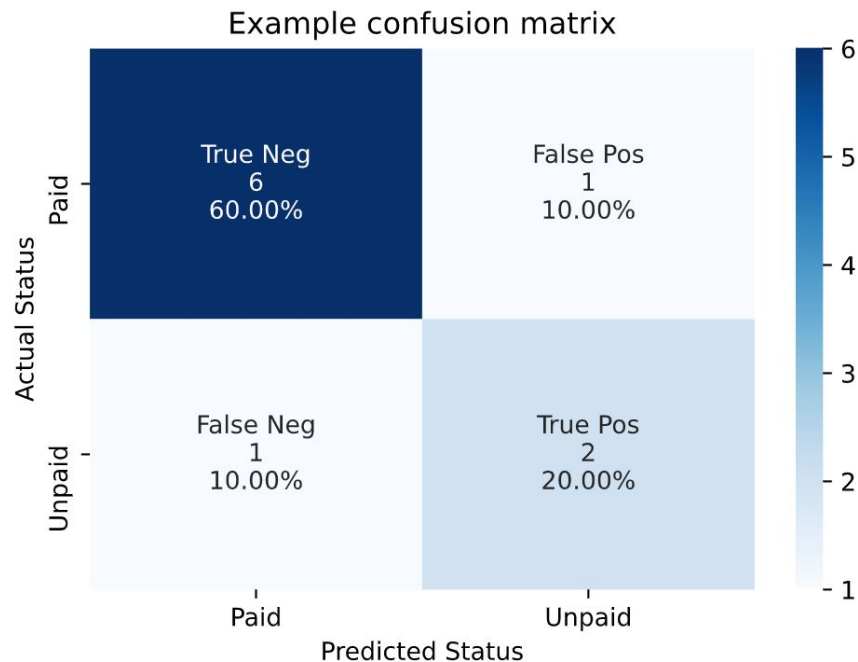 Example confusion matrix
Actual Status
Paid
Unpaid
True Neg
6
60.00%
False Pos
1
10.00%
False Neg
1
10.00%
True Pos
2
20.00%
Paid
Unpaid
Predicted Status
6
5
4
3
2
1